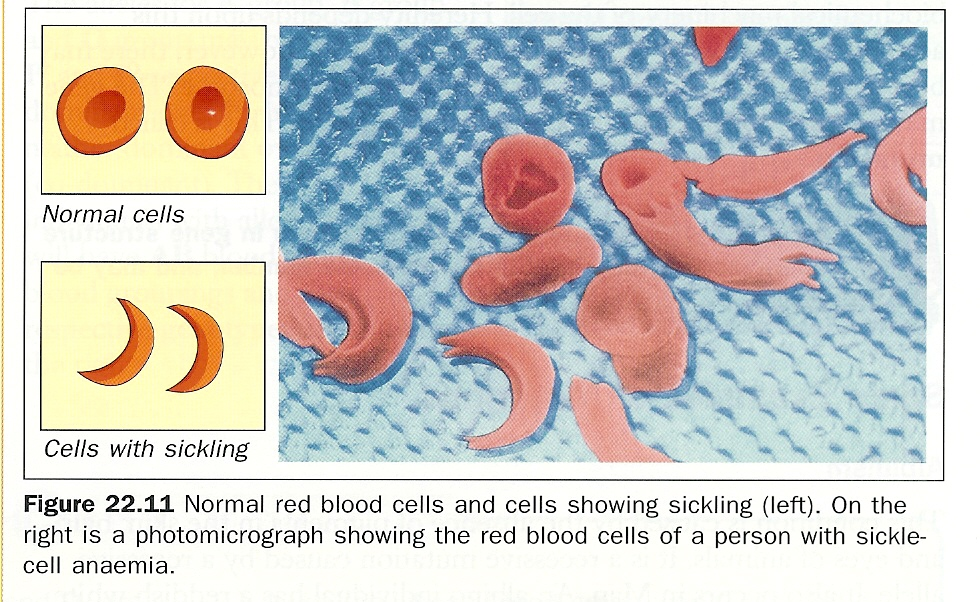 Normal cells
Cells with sickling
Figure 22.11 Normal red blood cells and cells showing sickling (left). On the
right is a photomicrograph showing the red blood cells of a person with sickle-
cell anaemia.